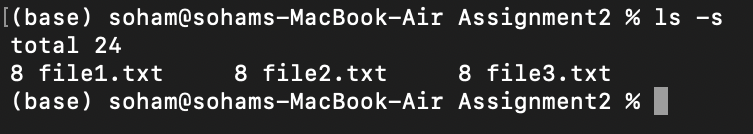 [(base) soham@sohams-MacBook-Air Assignment2 % ls -s
total 24
8 file1.txt     8 file2.txt     8 file3.txt
(base) soham@sohams-MacBook-Air Assignment2 %